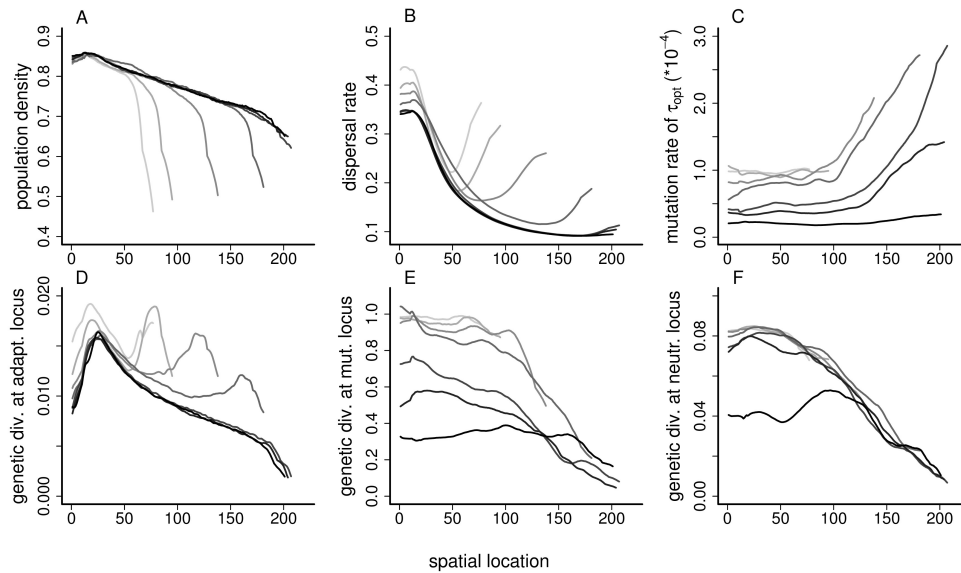 A
B
C
population density
0.4 0.5 0.6 0.7 0.8 0.9
0 50 100 150 200
dispersal rate
0.1 0.2 0.3 0.4 0.5
0 50 100 150 200
mutation rate of τopt (*10−4)
0.0 1.0 2.0 3.0
0 50 100 150 200
D
E
F
genetic div. at adapt. locus
0.000 0.010 0.020
0 50 100 150 200
genetic div. at mut. locus
0.0 0.2 0.4 0.6 0.8 1.0
0 50 100 150 200
genetic div. at neutr. locus
0.00 0.04 0.08
0 50 100 150 200
spatial location